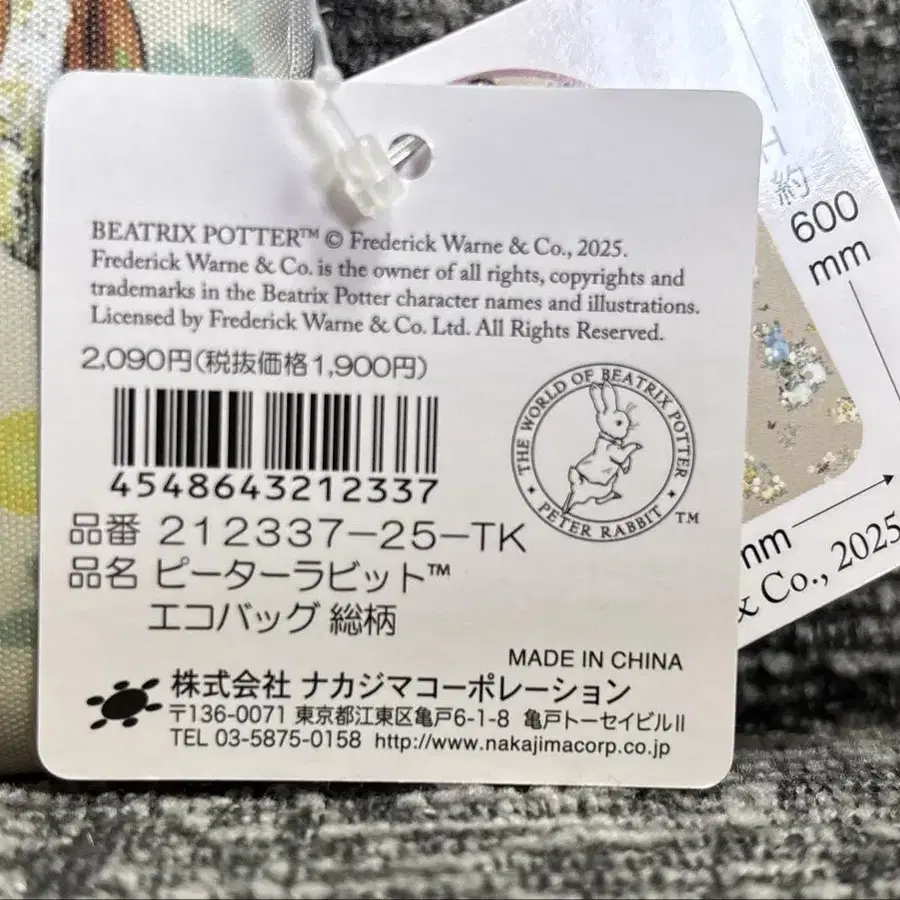 BEATRIX POTTER™ © Frederick Warne & Co., 2025.
Frederick Warne & Co. is the owner of all rights, copyrights and
trademarks in the Beatrix Potter character names and illustrations.
Licensed by Frederick Warne & Co. Ltd. All Rights Reserved.
2,090円(税抜価格1,900円)
4548643212337
THE WORLD OF BEATRIX POTTER
PETER RABBIT
TM
品番 212337-25-TK
品名 ピーターラビット™
エコバッグ 総柄
MADE IN CHINA
株式会社 ナカジマコーポレーション
〒136-0071 東京都江東区亀戸6-1-8 亀戸トーセイビルⅡ
TEL 03-5875-0158 http://www.nakajimacorp.co.jp
H
約
600
mm
mm
& Co., 2025